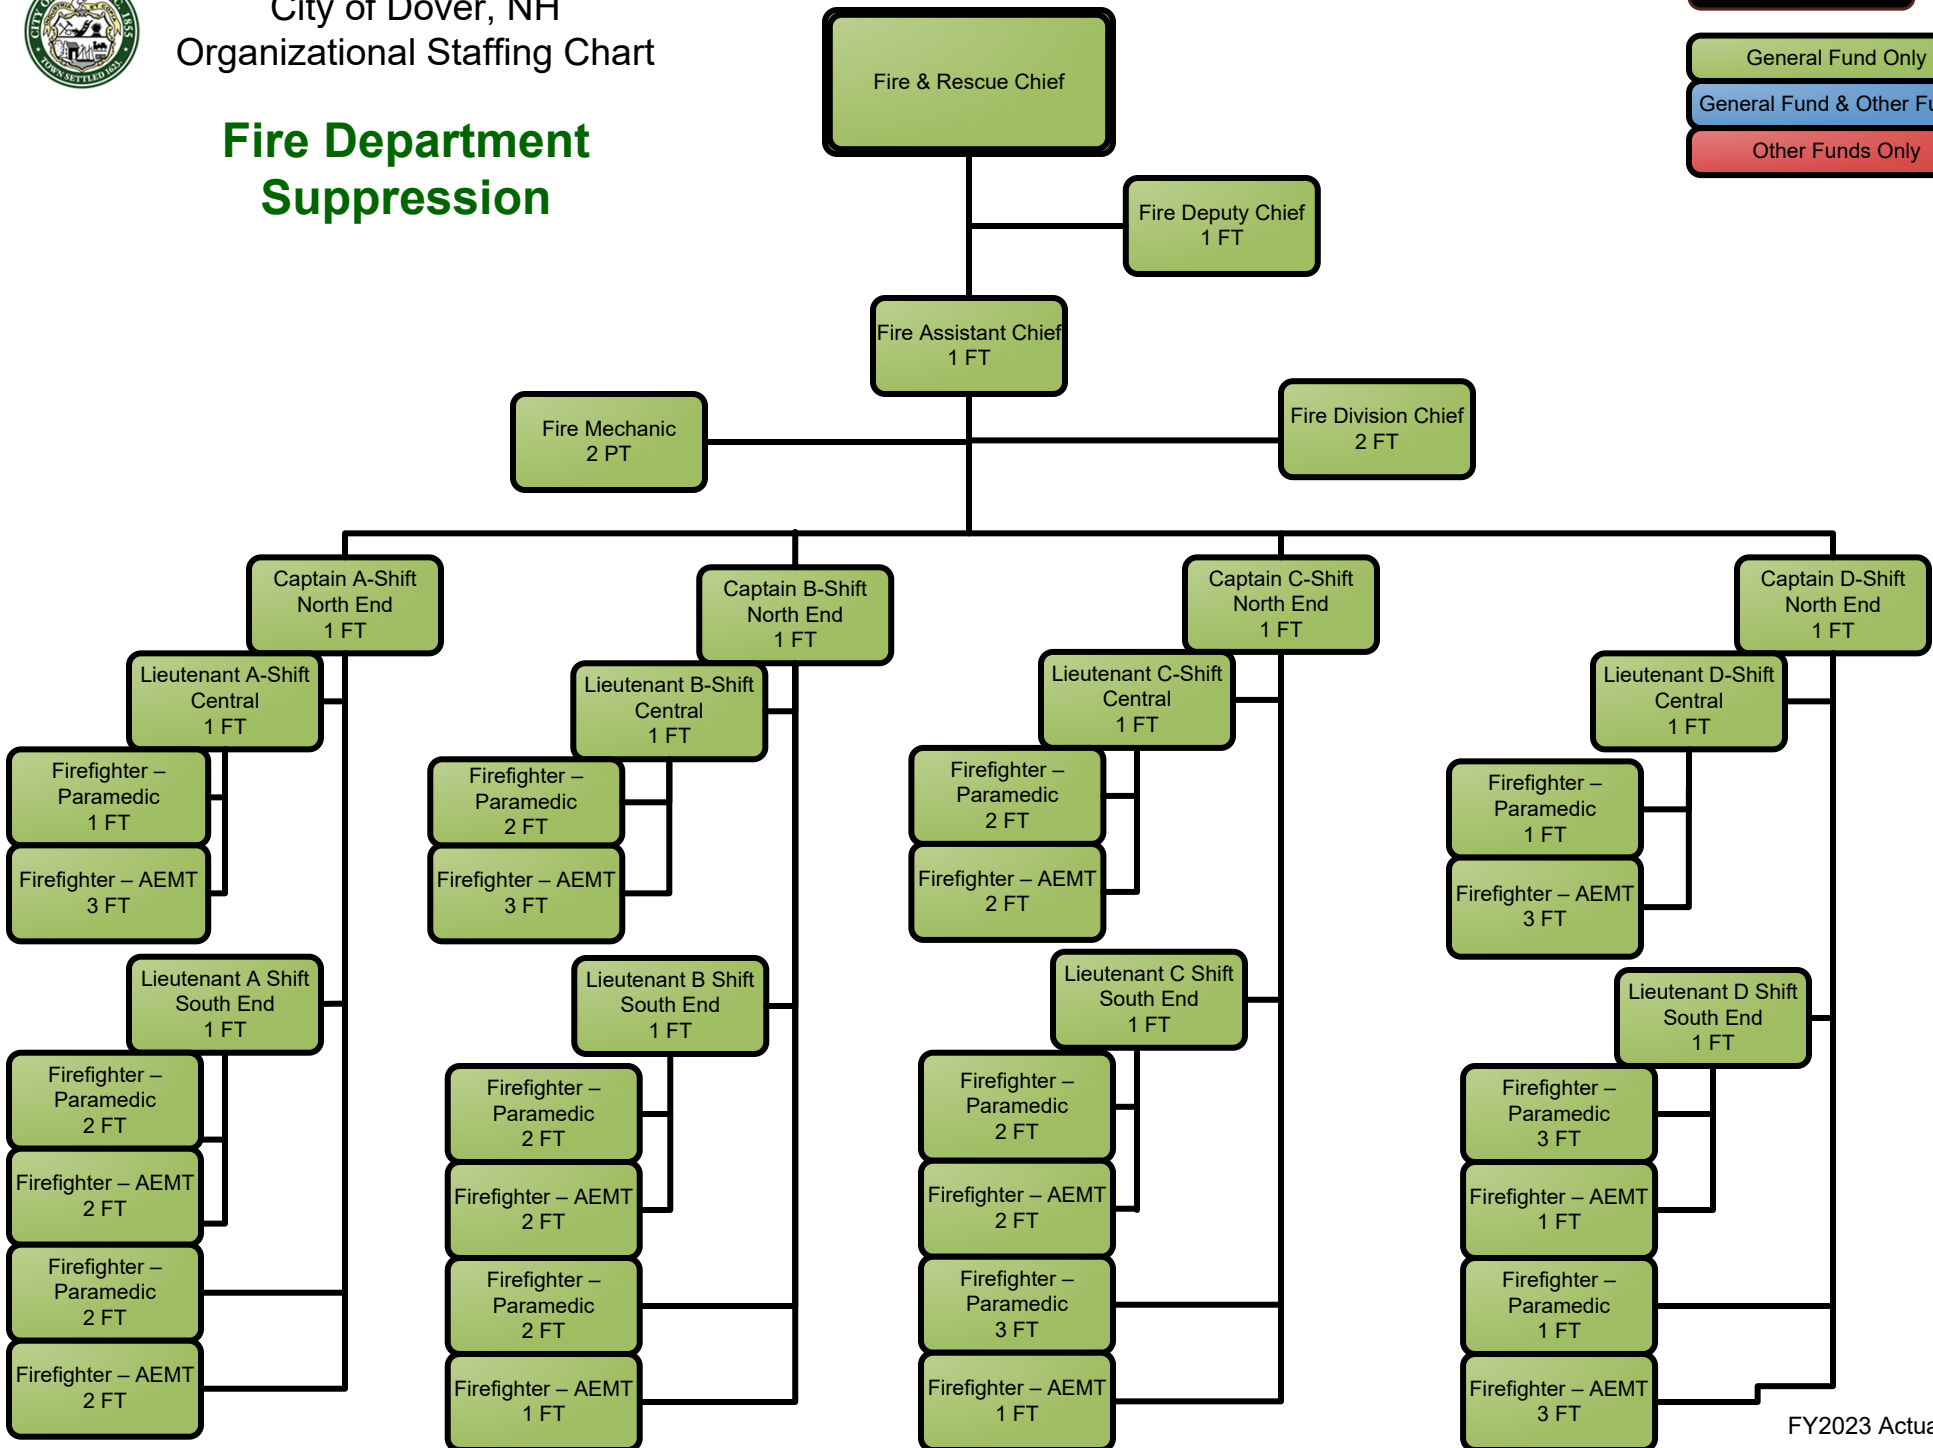 City of Dover, NH
Organizational Staffing Chart
Fire Department
Suppression
TOWN SETTLED 1623
1855
General Fund Only
General Fund & Other
Other Funds Only
Fire & Rescue Chief
Fire Deputy Chief
1 FT
Fire Assistant Chief
1 FT
Fire Mechanic
2 PT
Fire Division Chief
2 FT
Captain A-Shift
North End
1 FT
Lieutenant A-Shift
Central
1 FT
Firefighter –
Paramedic
1 FT
Firefighter – AEMT
3 FT
Lieutenant A Shift
South End
1 FT
Firefighter –
Paramedic
2 FT
Firefighter – AEMT
2 FT
Firefighter –
Paramedic
2 FT
Firefighter – AEMT
2 FT
Captain B-Shift
North End
1 FT
Lieutenant B-Shift
Central
1 FT
Firefighter –
Paramedic
2 FT
Firefighter – AEMT
3 FT
Lieutenant B Shift
South End
1 FT
Firefighter –
Paramedic
2 FT
Firefighter – AEMT
2 FT
Firefighter –
Paramedic
2 FT
Firefighter – AEMT
1 FT
Captain C-Shift
North End
1 FT
Lieutenant C-Shift
Central
1 FT
Firefighter –
Paramedic
2 FT
Firefighter – AEMT
2 FT
Lieutenant C Shift
South End
1 FT
Firefighter –
Paramedic
2 FT
Firefighter – AEMT
2 FT
Firefighter –
Paramedic
3 FT
Firefighter – AEMT
1 FT
Captain D-Shift
North End
1 FT
Lieutenant D-Shift
Central
1 FT
Firefighter –
Paramedic
1 FT
Firefighter – AEMT
3 FT
Lieutenant D Shift
South End
1 FT
Firefighter –
Paramedic
3 FT
Firefighter – AEMT
1 FT
Firefighter –
Paramedic
1 FT
Firefighter – AEMT
3 FT
FY2023 Actua